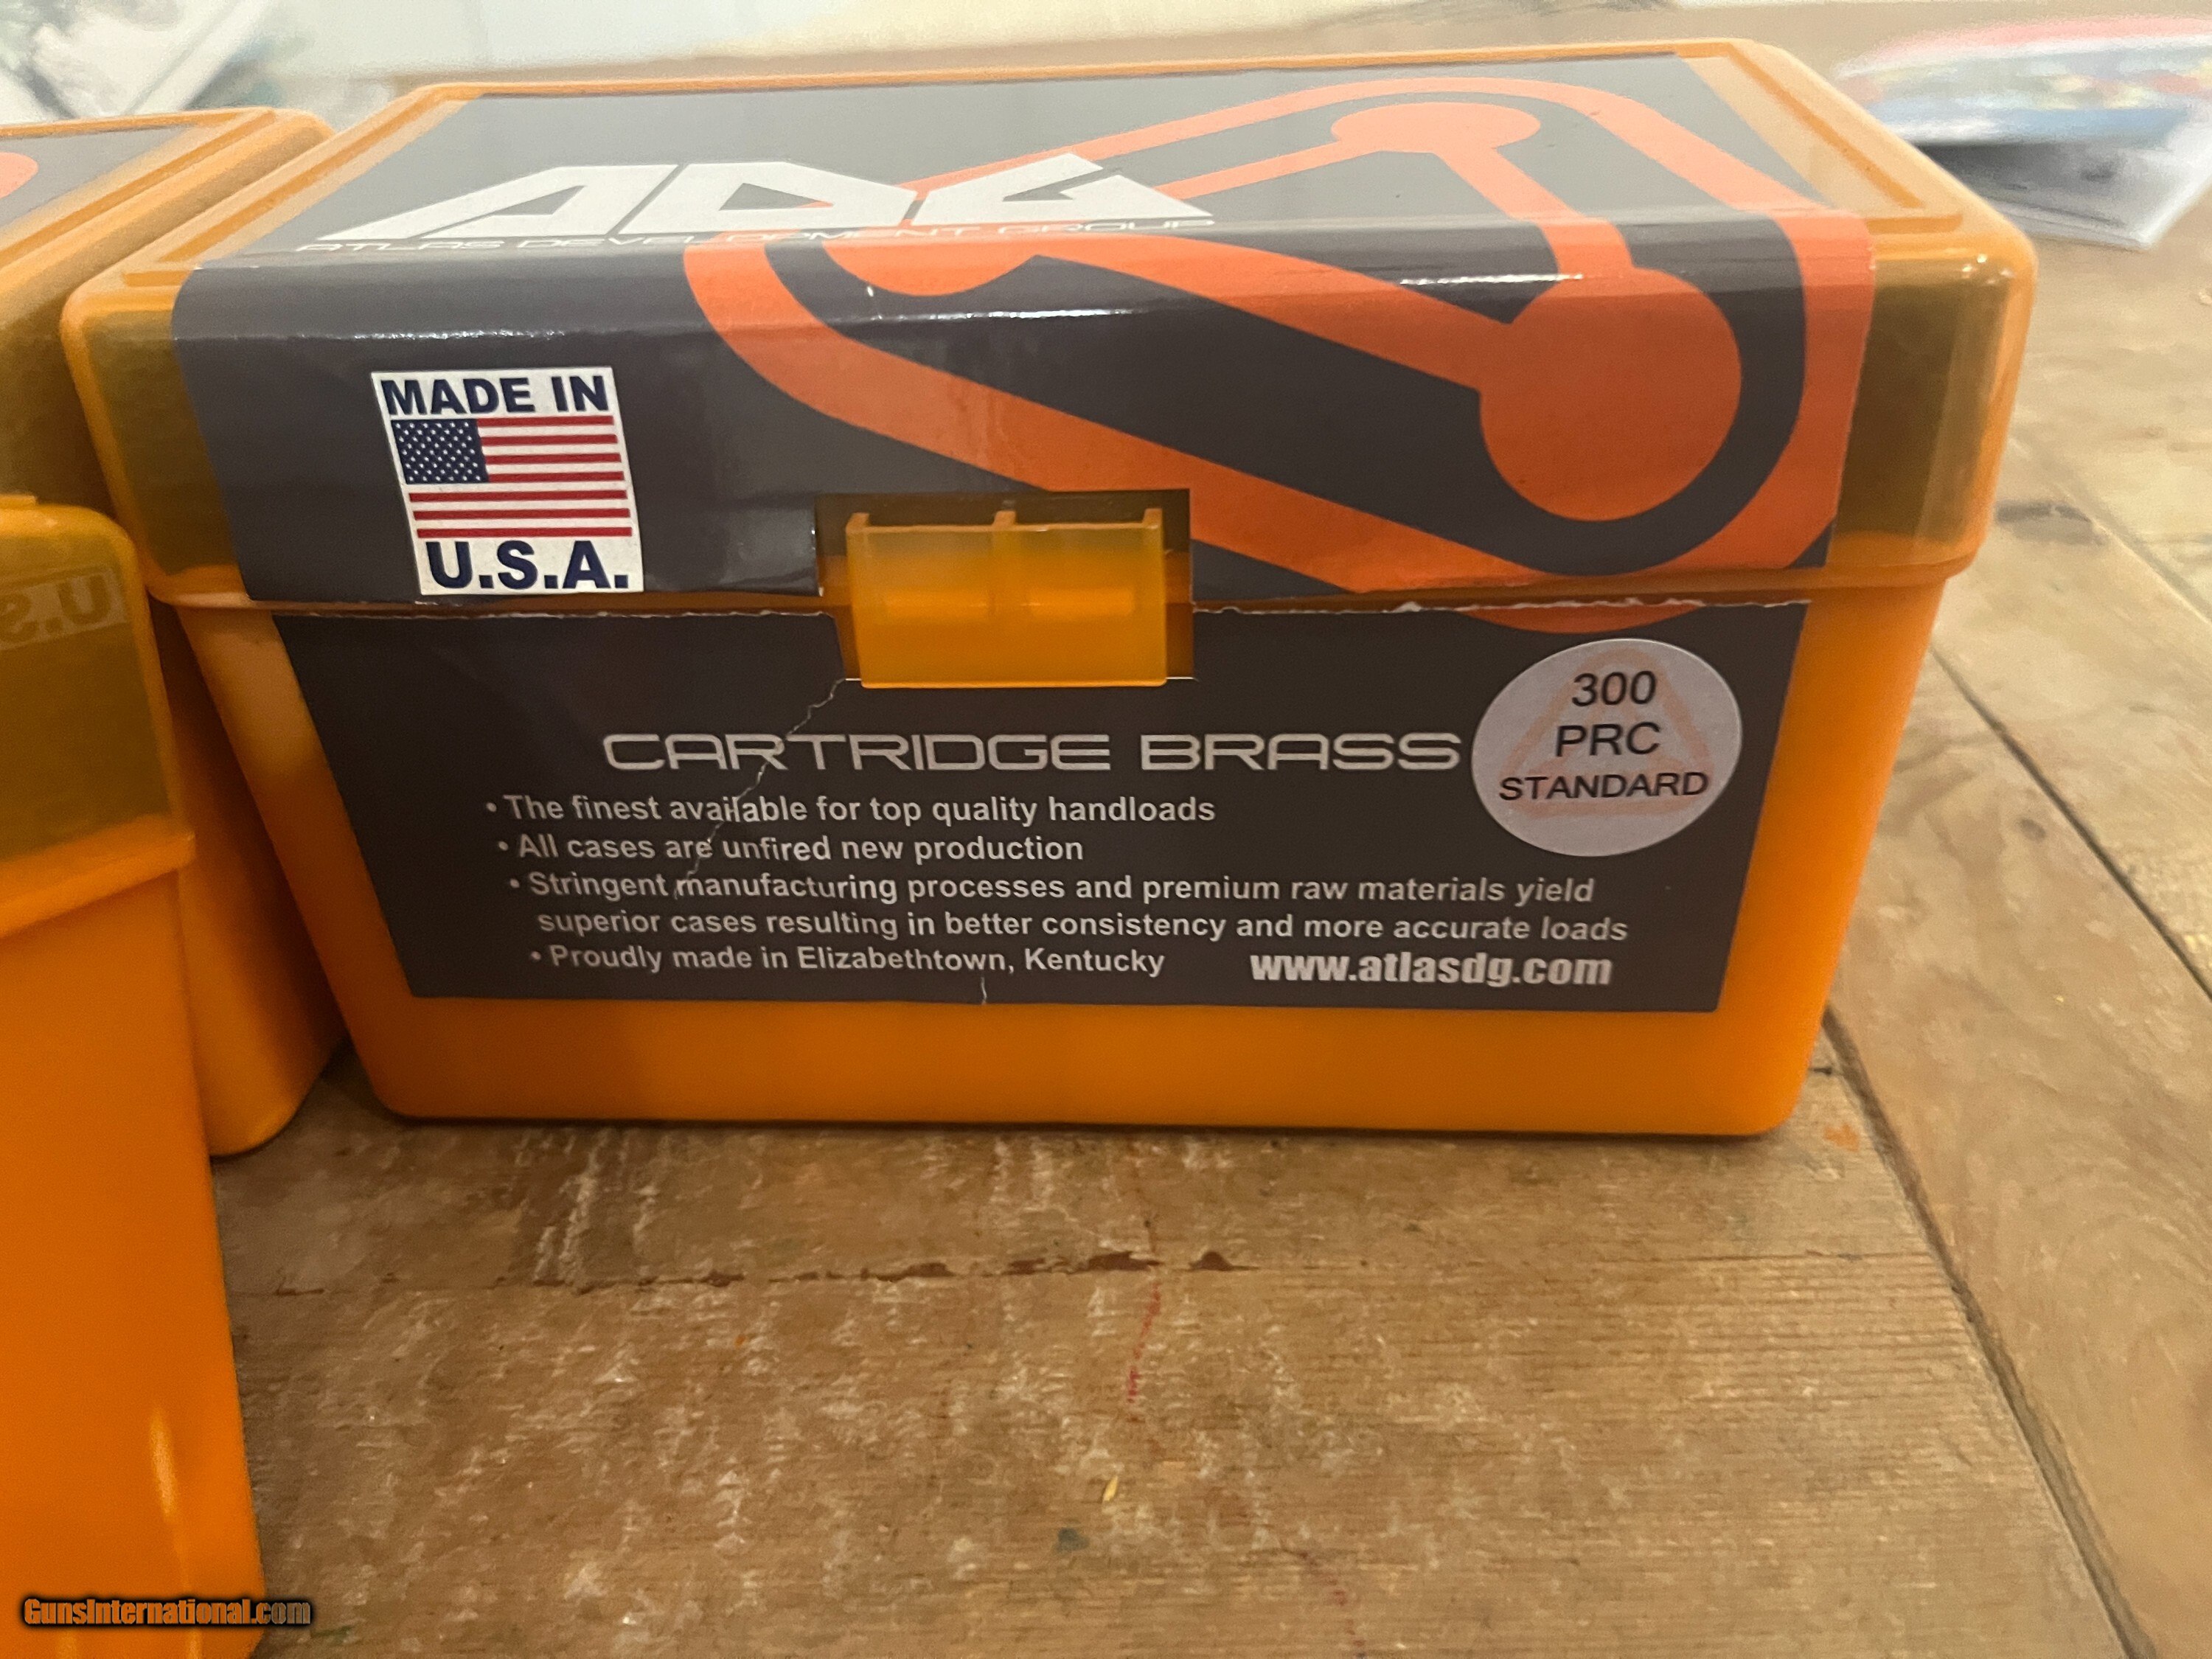 ADG
ATLAS DEVELOPMENT GROUP
MADE IN
U.S.A.
300
PRC
STANDARD
CARTRIDGE BRASS
• The finest available for top quality handloads
• All cases are unfired new production
• Stringent manufacturing processes and premium raw materials yield
superior cases resulting in better consistency and more accurate loads
• Proudly made in Elizabethtown, Kentucky
www.atlasdg.com
U.S
GunsInternational.com